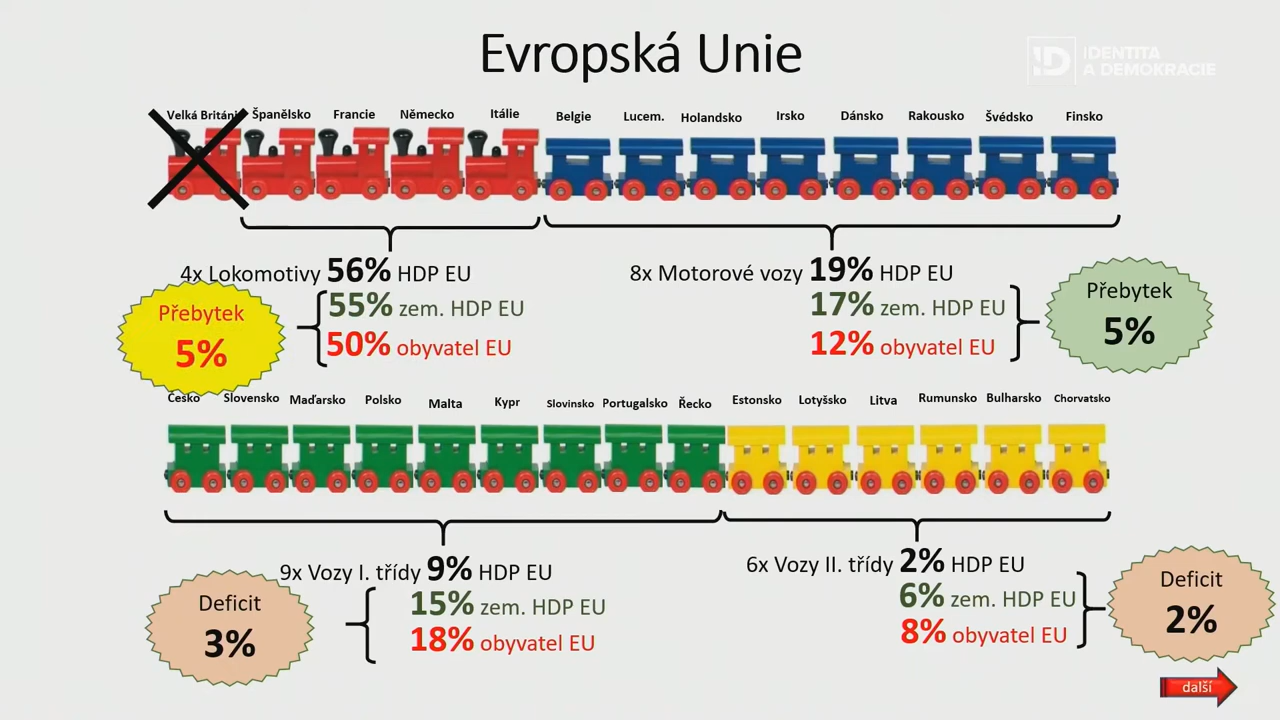 Evropská Unie
ID IDENTITA
A DEMOKRACIE
Velká Británi Španělsko Francie Německo Itálie Belgie Lucem. Holandsko Irsko Dánsko Rakousko Švédsko Finsko
4x Lokomotivy 56% HDP EU
55% zem. HDP EU
50% obyvatel EU
Přebytek
5%
8x Motorové vozy 19% HDP EU
17% zem. HDP EU
12% obyvatel EU
Přebytek
5%
Česko Slovensko Maďarsko Polsko Malta Kypr Slovinsko Portugalsko Řecko Estonsko Lotyšsko Litva Rumunsko Bulharsko Chorvatsko
9x Vozy I. třídy 9% HDP EU
15% zem. HDP EU
18% obyvatel EU
Deficit
3%
6x Vozy II. třídy 2% HDP EU
6% zem. HDP EU
8% obyvatel EU
Deficit
2%
další